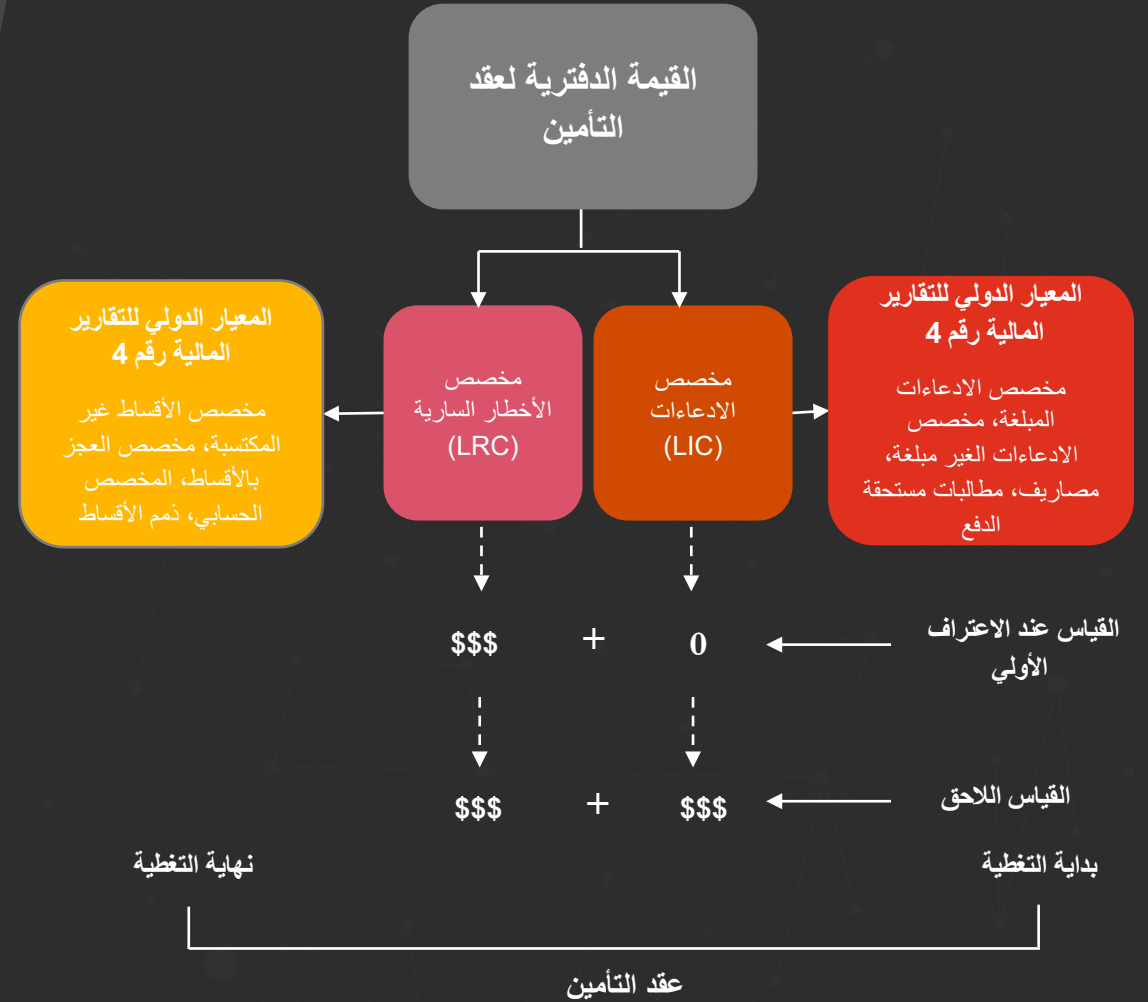 القيمة الدفترية لعقد
التأمين
المعيار الدولي للتقارير
المالية رقم 4
مخصص الادعاءات
المبلغة، مخصص
الادعاءات الغير مبلغة،
مصاريف، مطالبات مستحقة
الدفع
مخصص
الادعاءات
(LIC)
مخصص
الأخطار السارية
(LRC)
المعيار الدولي للتقارير
المالية رقم 4
مخصص الأقساط غير
المكتسبة، مخصص العجز
بالأقساط، المخصص
الحسابي، ذمم الأقساط
القياس عند الاعتراف
الأولي
0 + $$$
القياس اللاحق
$$$ + $$$
بداية التغطية
نهاية التغطية
عقد التأمين